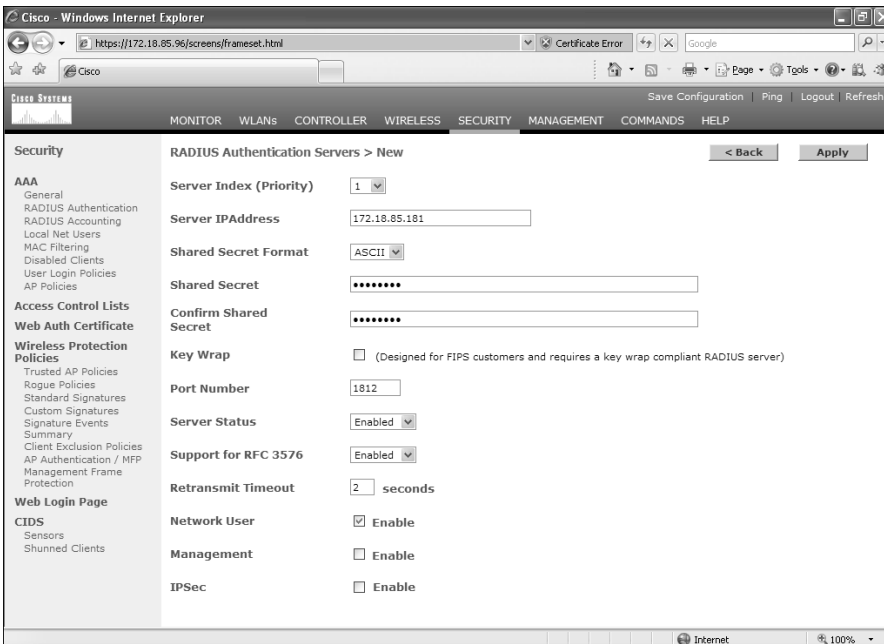 Cisco - Windows Internet Explorer
https://172.18.85.96/screens/frameset.html
Certificate Error
Google
Cisco
Page
Tools
CISCO SYSTEMS
Save Configuration | Ping | Logout | Refresh
MONITOR WLANs CONTROLLER WIRELESS SECURITY MANAGEMENT COMMANDS HELP
Security
AAA
General
RADIUS Authentication
RADIUS Accounting
Local Net Users
MAC Filtering
Disabled Clients
User Login Policies
AP Policies
Access Control Lists
Web Auth Certificate
Wireless Protection
Policies
Trusted AP Policies
Rogue Policies
Standard Signatures
Custom Signatures
Signature Events
Summary
Client Exclusion Policies
AP Authentication / MFP
Management Frame
Protection
Web Login Page
CIDS
Sensors
Shunned Clients
RADIUS Authentication Servers > New
< Back
Apply
Server Index (Priority) 1
Server IPAddress 172.18.85.181
Shared Secret Format ASCII
Shared Secret ••••••••
Confirm Shared
Secret ••••••••
Key Wrap (Designed for FIPS customers and requires a key wrap compliant RADIUS server)
Port Number 1812
Server Status Enabled
Support for RFC 3576 Enabled
Retransmit Timeout 2 seconds
Network User Enable
Management Enable
IPSec Enable
Internet
100%